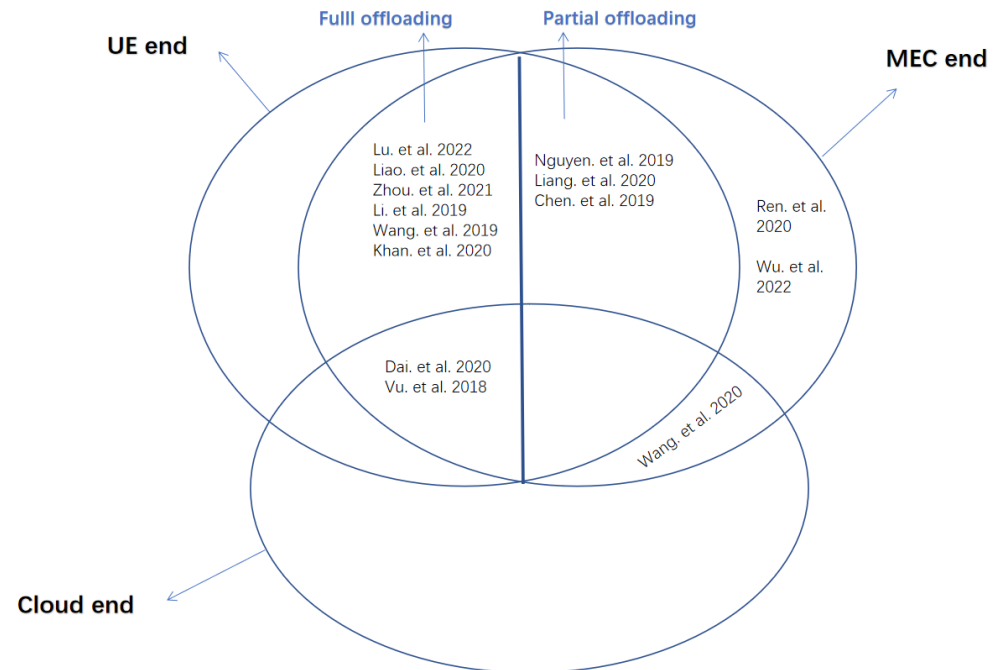 Fulll offloading
Partial offloading
UE end
MEC end
Lu. et al. 2022
Liao. et al. 2020
Zhou. et al. 2021
Li. et al. 2019
Wang. et al. 2019
Khan. et al. 2020
Nguyen. et al. 2019
Liang. et al. 2020
Chen. et al. 2019
Ren. et al.
2020
Wu. et al.
2022
Dai. et al. 2020
Vu. et al. 2018
Wang. et al. 2020
Cloud end